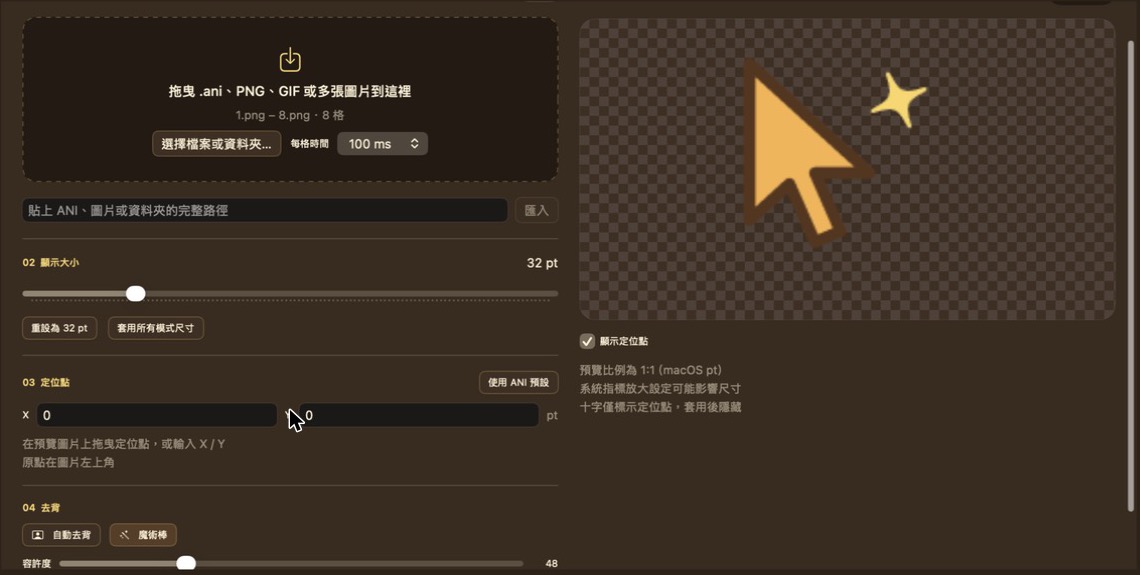 拖曳 .ani、PNG、GIF 或多張圖片到這裡
1.png – 8.png · 8 格
選擇檔案或資料夾... 每格時間 100 ms
貼上 ANI、圖片或資料夾的完整路徑 匯入
02 顯示大小 32 pt
重設為 32 pt 套用所有模式尺寸
03 定位點 使用 ANI 預設
X 0 0 pt
在預覽圖片上拖曳定位點，或輸入 X / Y
原點在圖片左上角
04 去背
自動去背 魔術棒
容許度 48
顯示定位點
預覽比例為 1:1 (macOS pt)
系統指標放大設定可能影響尺寸
十字僅標示定位點，套用後隱藏